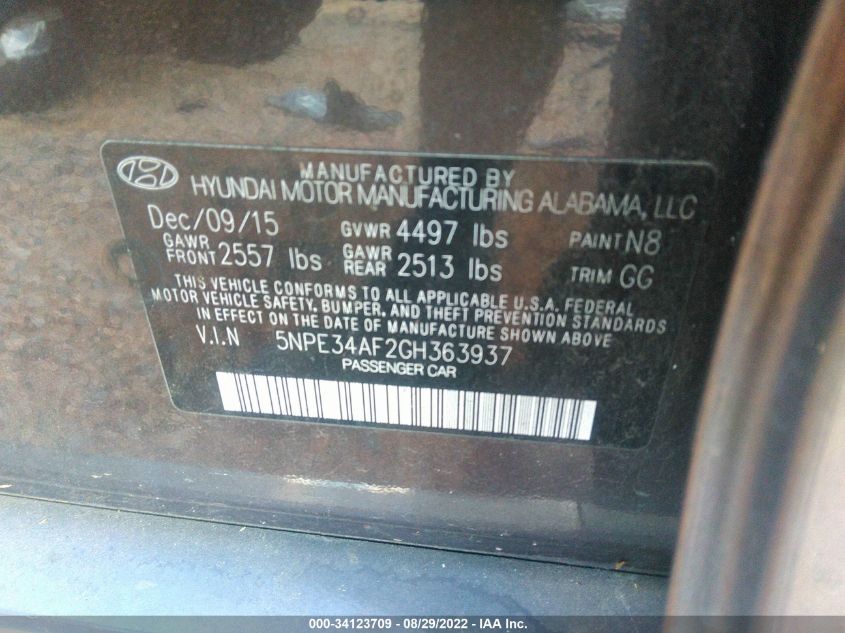 MANUFACTURED BY
HYUNDAI MOTOR MANUFACTURING ALABAMA, LLC
Dec/09/15 GVWR 4497 lbs PAINT N8
GAWR FRONT 2557 lbs GAWR REAR 2513 lbs TRIM GG
THIS VEHICLE CONFORMS TO ALL APPLICABLE U.S.A. FEDERAL
MOTOR VEHICLE SAFETY, BUMPER, AND THEFT PREVENTION STANDARDS
IN EFFECT ON THE DATE OF MANUFACTURE SHOWN ABOVE
V.I.N 5NPE34AF2GH363937
PASSENGER CAR
000-34123709 - 08/29/2022 - IAA Inc.